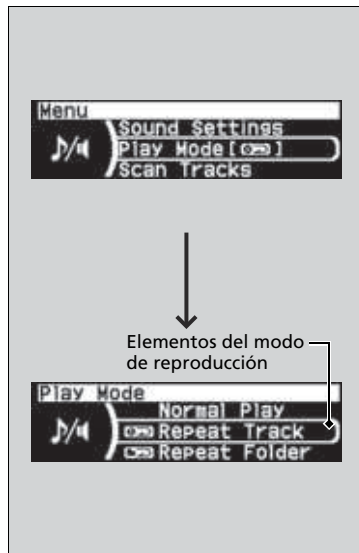 Menu
Sound Settings
Play Mode[]
Scan Tracks
Elementos del modo
de reproducción
Play Mode
Normal Play
Repeat Track
Repeat Folder